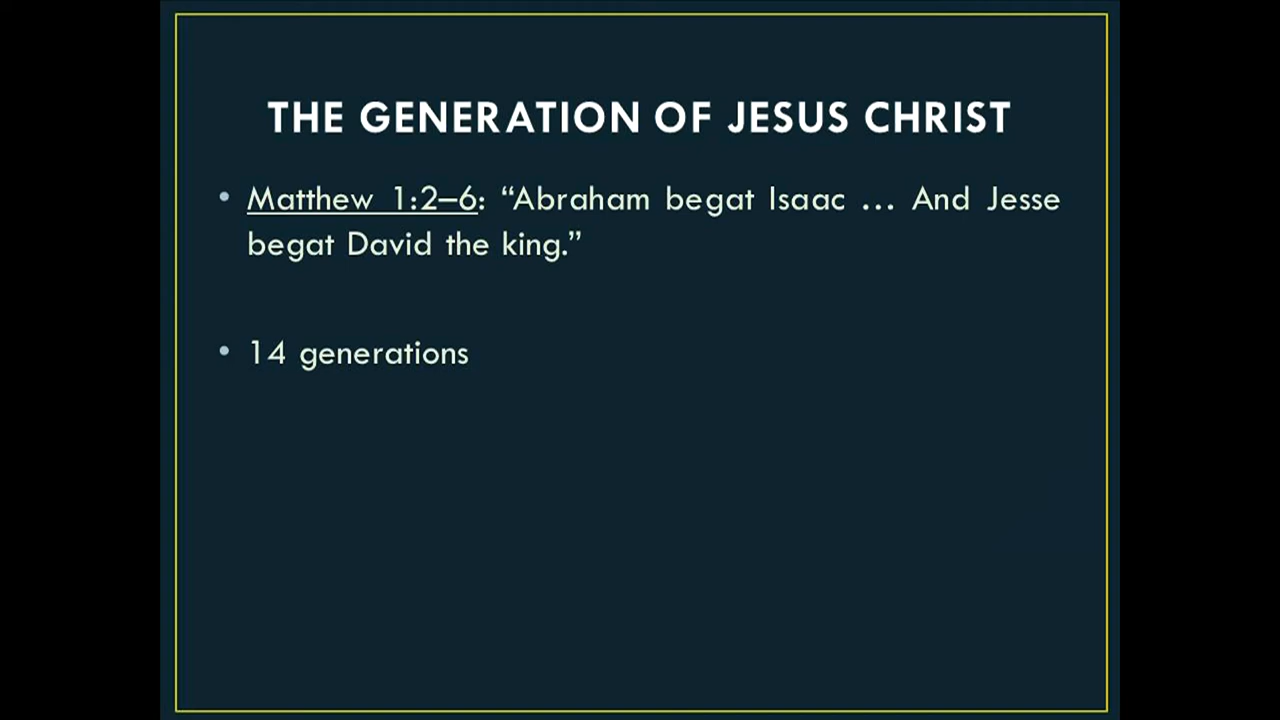 THE GENERATION OF JESUS CHRIST
• Matthew 1:2–6: “Abraham begat Isaac … And Jesse
begat David the king.”
• 14 generations